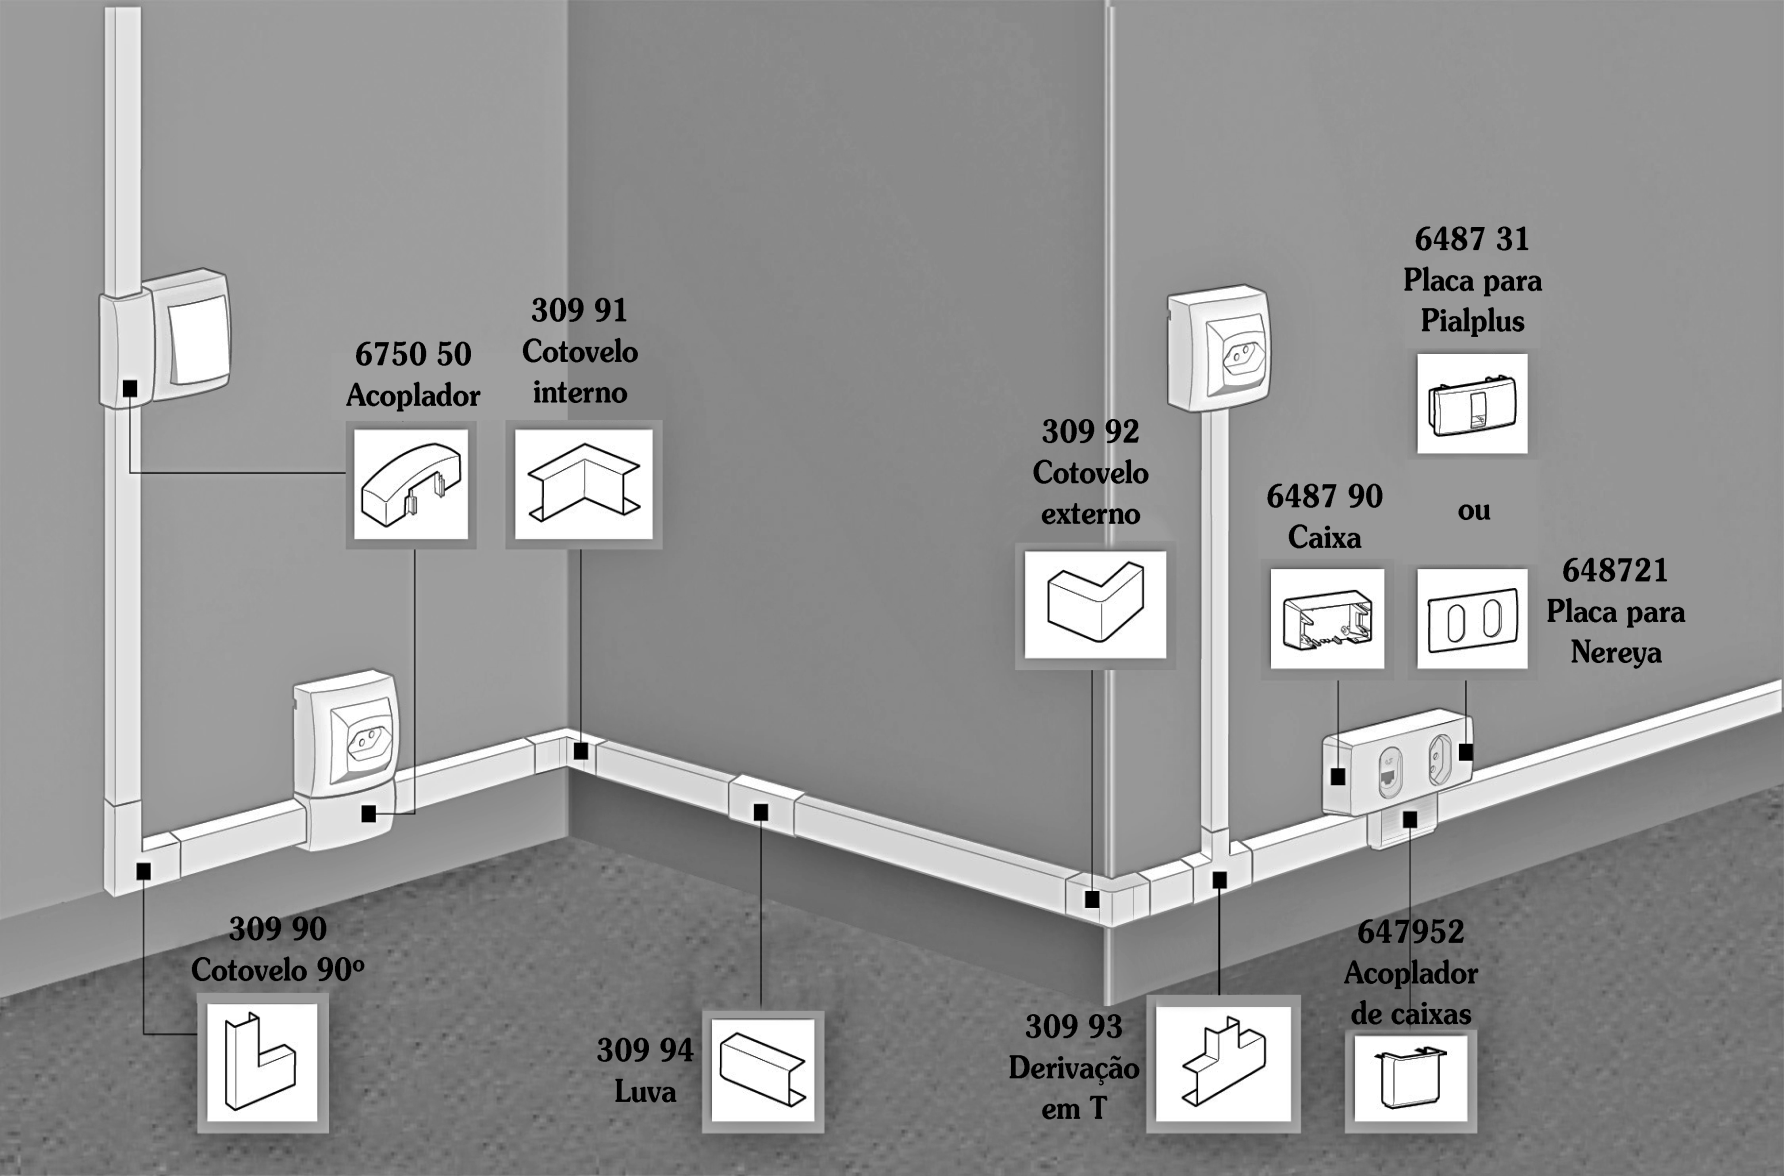 6487 31
Placa para
Pialplus
309 91
Cotovelo
interno
6750 50
Acoplador
309 92
Cotovelo
externo
6487 90
Caixa
ou
648721
Placa para
Nereya
309 90
Cotovelo 90º
309 94
Luva
309 93
Derivação
em T
647952
Acoplador
de caixas